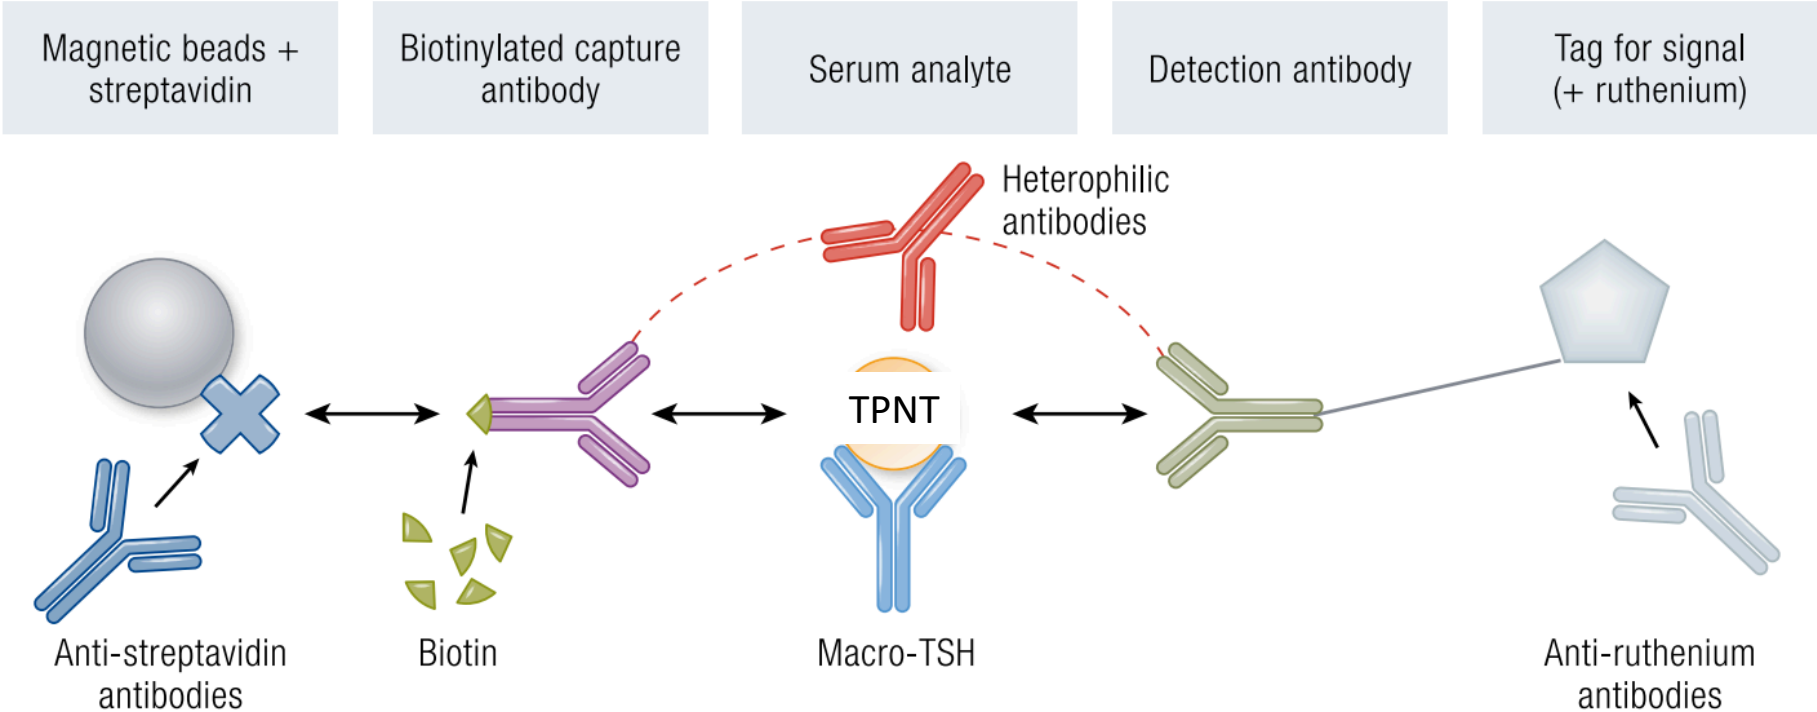 Magnetic beads +
streptavidin
Biotinylated capture
antibody
Serum analyte
Detection antibody
Tag for signal
(+ ruthenium)
Heterophilic
antibodies
TPNT
Anti-streptavidin
antibodies
Biotin
Macro-TSH
Anti-ruthenium
antibodies